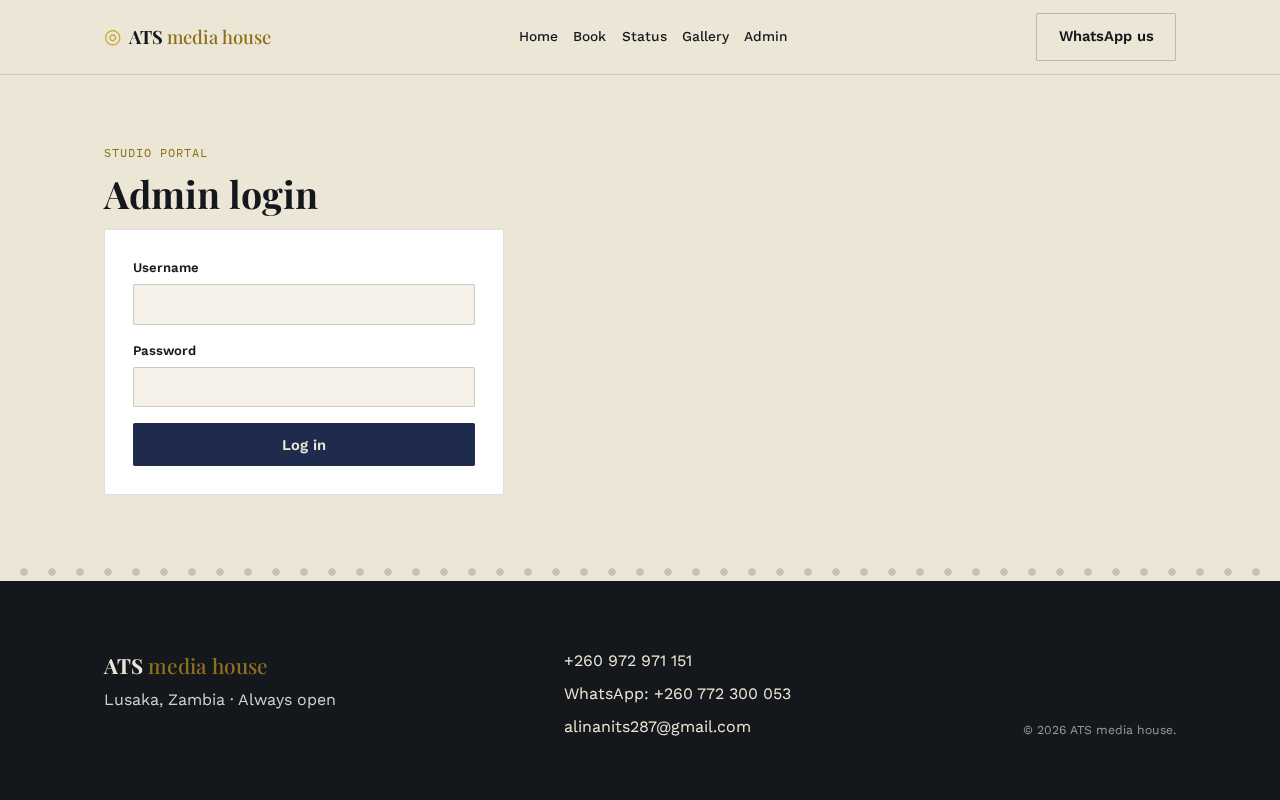 ATS media house
Home Book Status Gallery Admin
WhatsApp us
STUDIO PORTAL
Admin login
Username
Password
Log in
ATS media house
Lusaka, Zambia · Always open
+260 972 971 151
WhatsApp: +260 772 300 053
alinanits287@gmail.com
© 2026 ATS media house.